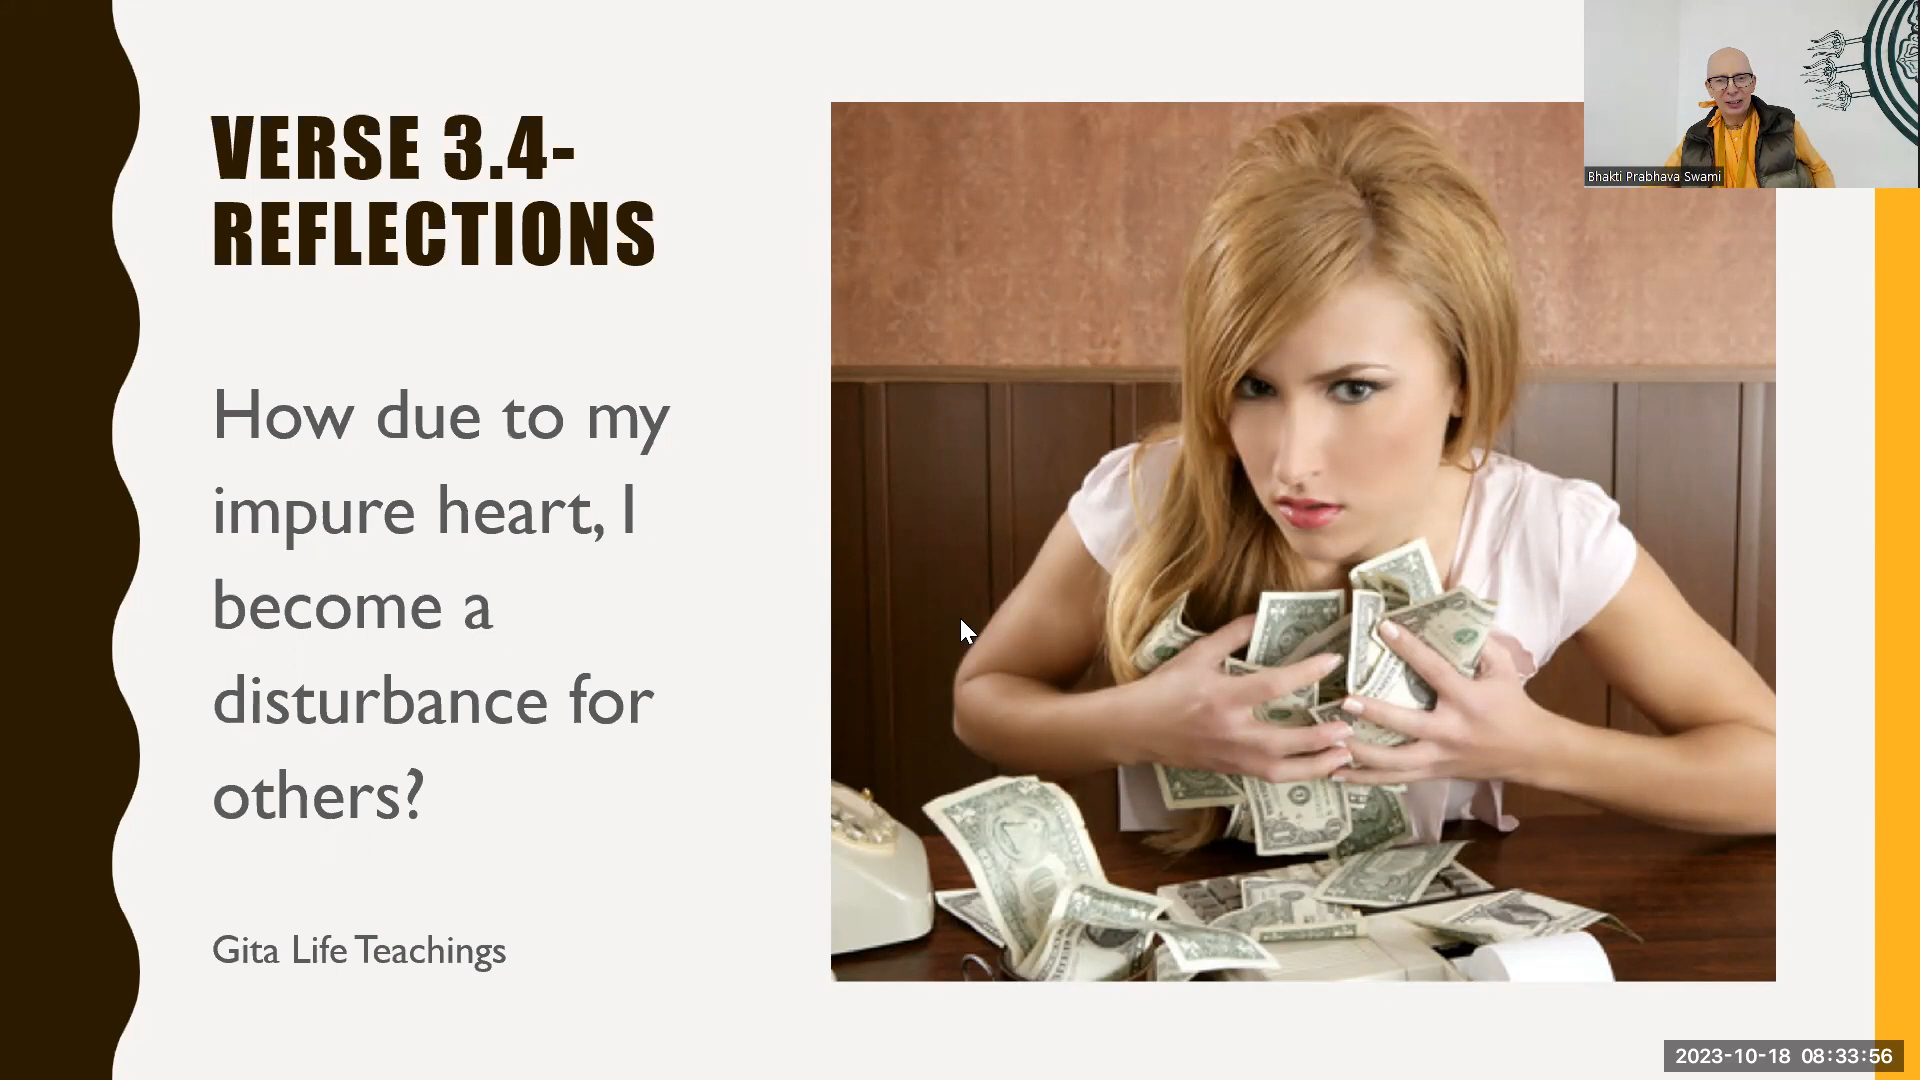 VERSE 3.4-
REFLECTIONS
How due to my
impure heart, I
become a
disturbance for
others?
Gita Life Teachings
Bhakti Prabhava Swami
2023-10-18 08:33:56